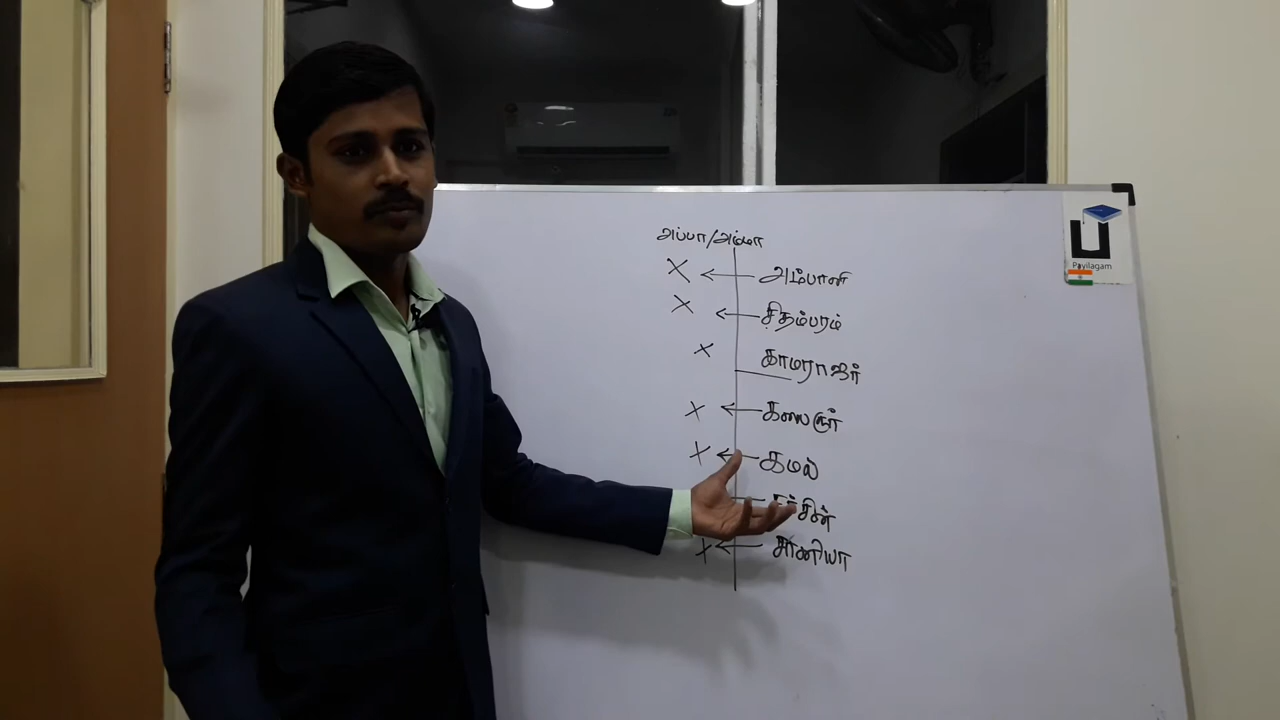 அப்பா/அம்மா
அம்பானி
சிதம்பரம்
காமராஜர்
கலைஞர்
கமல்
சானியா
Payilagam